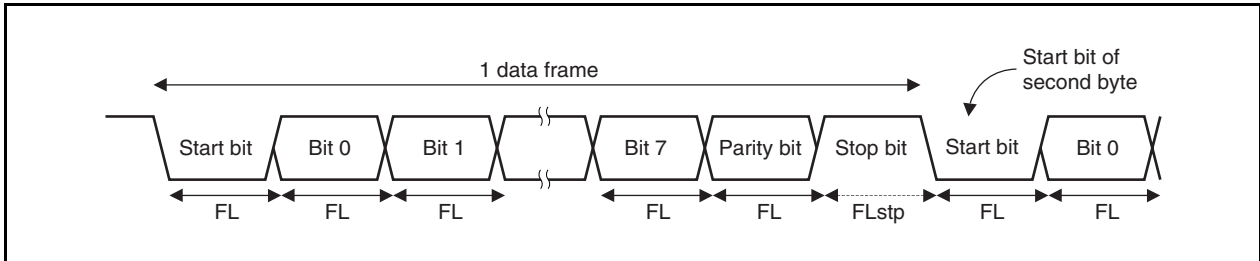 1 data frame
Start bit of
second byte
Start bit Bit 0 Bit 1 Bit 7 Parity bit Stop bit Start bit Bit 0
FL FL FL FL FL FLstp FL FL